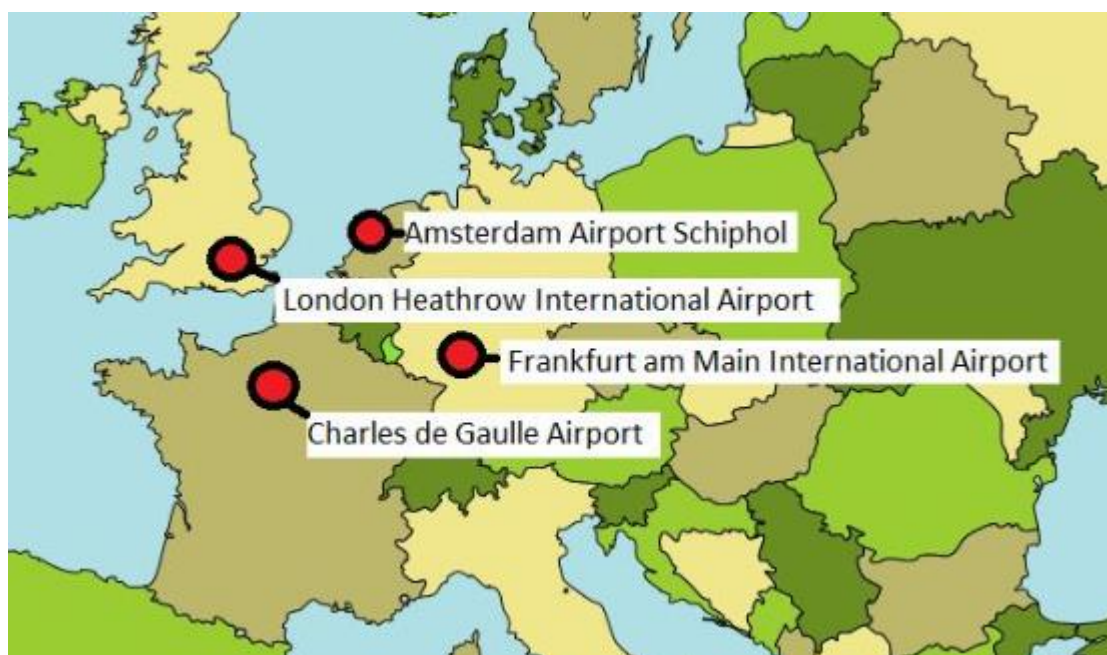 Amsterdam Airport Schiphol
London Heathrow International Airport
Frankfurt am Main International Airport
Charles de Gaulle Airport